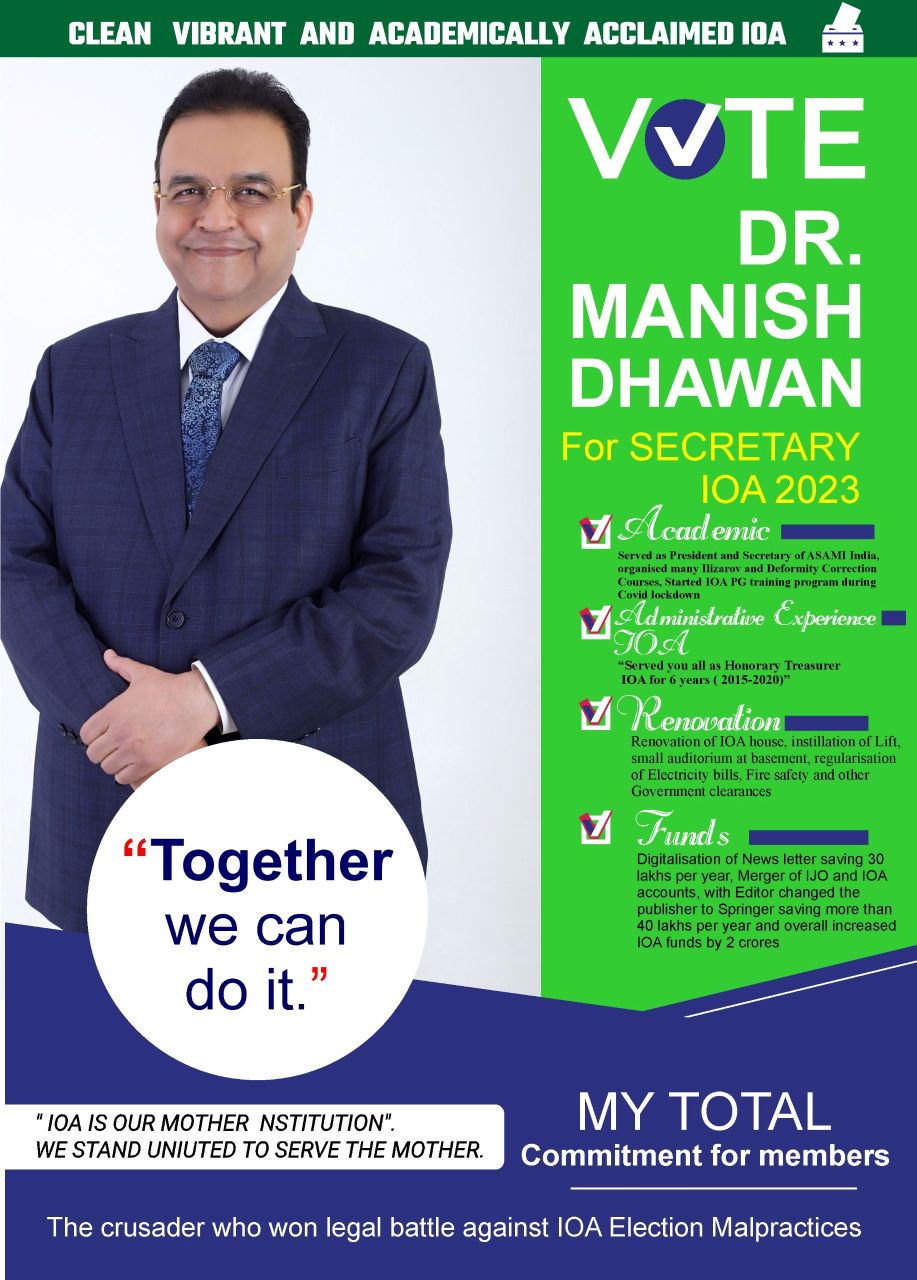 CLEAN VIBRANT AND ACADEMICALLY ACCLAIMED IOA
VOTE
DR.
MANISH
DHAWAN
For SECRETARY
IOA 2023
Academic
Served as President and Secretary of ASAMI India,
organised many Ilizarov and Deformity Correction
Courses, Started IOA PG training program during
Covid lockdown
Administrative Experience
IOA
“Served you all as Honorary Treasurer
IOA for 6 years ( 2015-2020)”
Renovation
Renovation of IOA house, instillation of Lift,
small auditorium at basement, regularisation
of Electricity bills, Fire safety and other
Government clearances
Funds
Digitalisation of News letter saving 30
lakhs per year, Merger of IJO and IOA
accounts, with Editor changed the
publisher to Springer saving more than
40 lakhs per year and overall increased
IOA funds by 2 crores
“Together
we can
do it.”
" IOA IS OUR MOTHER NSTITUTION".
WE STAND UNIUTED TO SERVE THE MOTHER.
MY TOTAL
Commitment for members
The crusader who won legal battle against IOA Election Malpractices